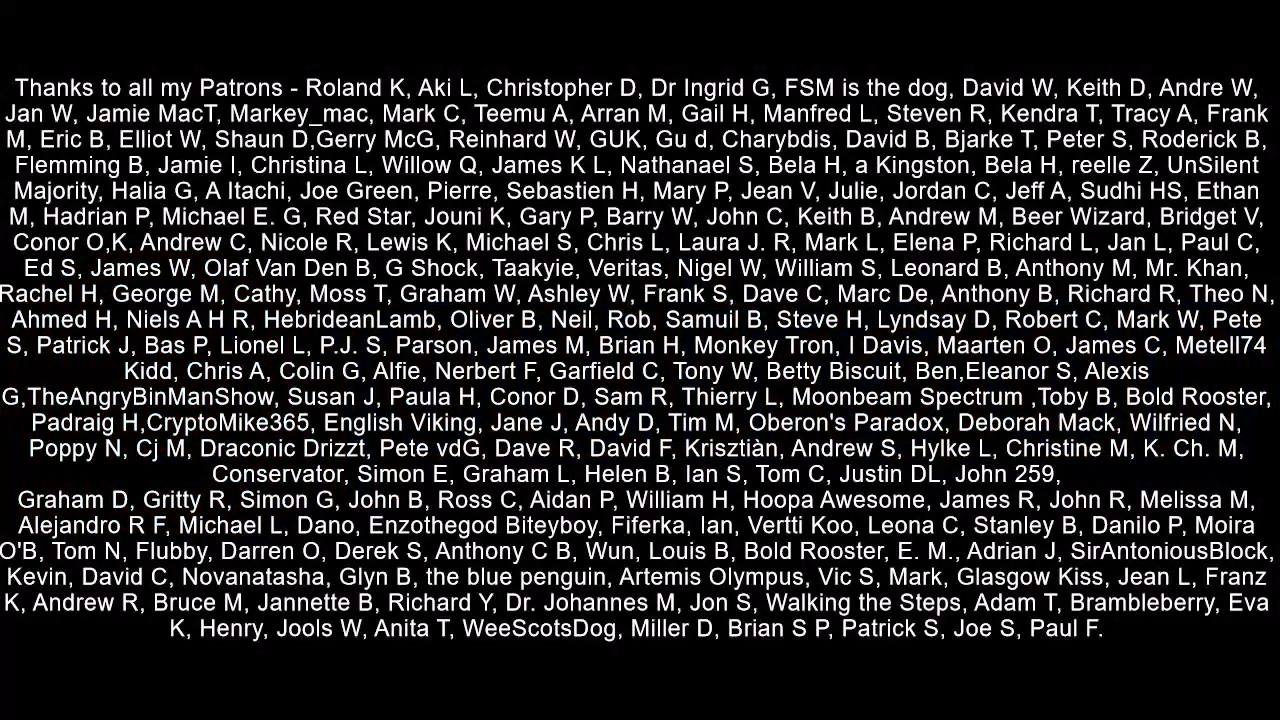 Thanks to all my Patrons - Roland K, Aki L, Christopher D, Dr Ingrid G, FSM is the dog, David W, Keith D, Andre W,
Jan W, Jamie MacT, Markey_mac, Mark C, Teemu A, Arran M, Gail H, Manfred L, Steven R, Kendra T, Tracy A, Frank
M, Eric B, Elliot W, Shaun D,Gerry McG, Reinhard W, GUK, Gu d, Charybdis, David B, Bjarke T, Peter S, Roderick B,
Flemming B, Jamie I, Christina L, Willow Q, James K L, Nathanael S, Bela H, a Kingston, Bela H, reelle Z, UnSilent
Majority, Halia G, A Itachi, Joe Green, Pierre, Sebastien H, Mary P, Jean V, Julie, Jordan C, Jeff A, Sudhi HS, Ethan
M, Hadrian P, Michael E. G, Red Star, Jouni K, Gary P, Barry W, John C, Keith B, Andrew M, Beer Wizard, Bridget V,
Conor O,K, Andrew C, Nicole R, Lewis K, Michael S, Chris L, Laura J. R, Mark L, Elena P, Richard L, Jan L, Paul C,
Ed S, James W, Olaf Van Den B, G Shock, Taakyie, Veritas, Nigel W, William S, Leonard B, Anthony M, Mr. Khan,
Rachel H, George M, Cathy, Moss T, Graham W, Ashley W, Frank S, Dave C, Marc De, Anthony B, Richard R, Theo N,
Ahmed H, Niels A H R, HebrideanLamb, Oliver B, Neil, Rob, Samuil B, Steve H, Lyndsay D, Robert C, Mark W, Pete
S, Patrick J, Bas P, Lionel L, P.J. S, Parson, James M, Brian H, Monkey Tron, I Davis, Maarten O, James C, Metell74
Kidd, Chris A, Colin G, Alfie, Nerbert F, Garfield C, Tony W, Betty Biscuit, Ben,Eleanor S, Alexis
G,TheAngryBinManShow, Susan J, Paula H, Conor D, Sam R, Thierry L, Moonbeam Spectrum ,Toby B, Bold Rooster,
Padraig H,CryptoMike365, English Viking, Jane J, Andy D, Tim M, Oberon's Paradox, Deborah Mack, Wilfried N,
Poppy N, Cj M, Draconic Drizzt, Pete vdG, Dave R, David F, Krisztiàn, Andrew S, Hylke L, Christine M, K. Ch. M,
Conservator, Simon E, Graham L, Helen B, Ian S, Tom C, Justin DL, John 259,
Graham D, Gritty R, Simon G, John B, Ross C, Aidan P, William H, Hoopa Awesome, James R, John R, Melissa M,
Alejandro R F, Michael L, Dano, Enzothegod Biteyboy, Fiferka, Ian, Vertti Koo, Leona C, Stanley B, Danilo P, Moira
O'B, Tom N, Flubby, Darren O, Derek S, Anthony C B, Wun, Louis B, Bold Rooster, E. M., Adrian J, SirAntoniousBlock,
Kevin, David C, Novanatasha, Glyn B, the blue penguin, Artemis Olympus, Vic S, Mark, Glasgow Kiss, Jean L, Franz
K, Andrew R, Bruce M, Jannette B, Richard Y, Dr. Johannes M, Jon S, Walking the Steps, Adam T, Brambleberry, Eva
K, Henry, Jools W, Anita T, WeeScotsDog, Miller D, Brian S P, Patrick S, Joe S, Paul F.